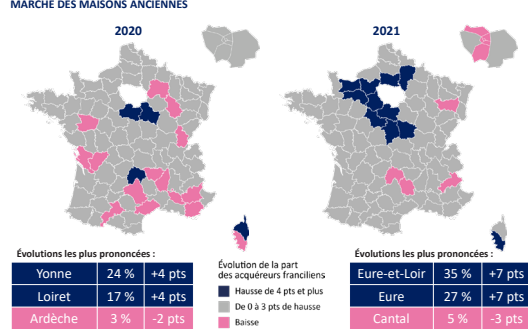 MARCHÉ DES MAISONS ANCIENNES
2020
2021
Évolutions les plus prononcées :
Yonne 24 % +4 pts
Loiret 17 % +4 pts
Ardèche 3 % -2 pts
Évolution de la part
des acquéreurs franciliens
Hausse de 4 pts et plus
De 0 à 3 pts de hausse
Baisse
Évolutions les plus prononcées :
Eure-et-Loir 35 % +7 pts
Eure 27 % +7 pts
Cantal 5 % -3 pts